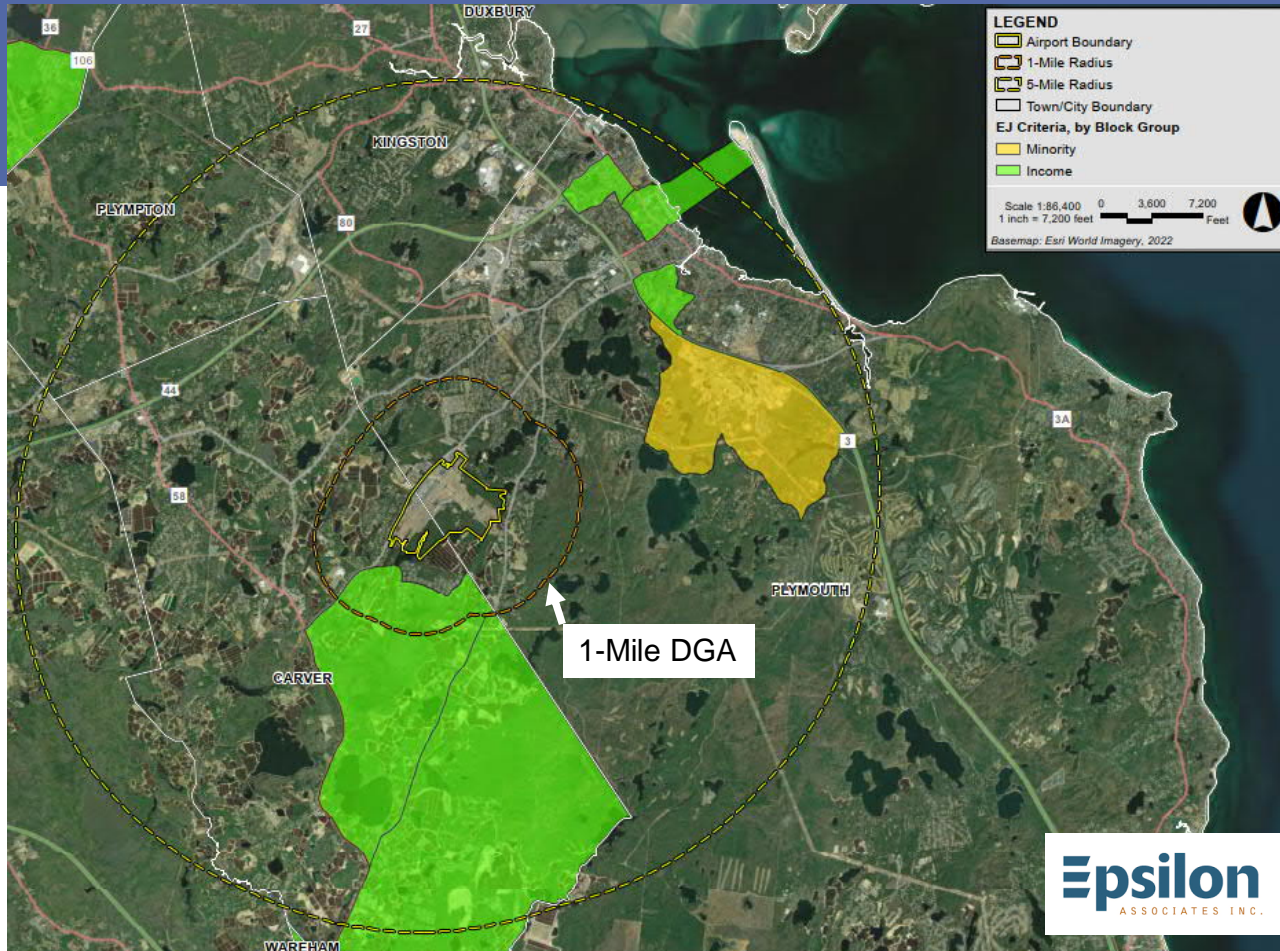 DUXBURY
36
27
106
KINGSTON
PLYMPTON
80
44
58
3A
3
PLYMOUTH
1-Mile DGA
CARVER
WAREHAM
LEGEND
Airport Boundary
1-Mile Radius
5-Mile Radius
Town/City Boundary
EJ Criteria, by Block Group
Minority
Income
Scale 1:86,400
1 inch = 7,200 feet
0 3,600 7,200
Feet
Basemap: Esri World Imagery, 2022
Epsilon
ASSOCIATES INC.